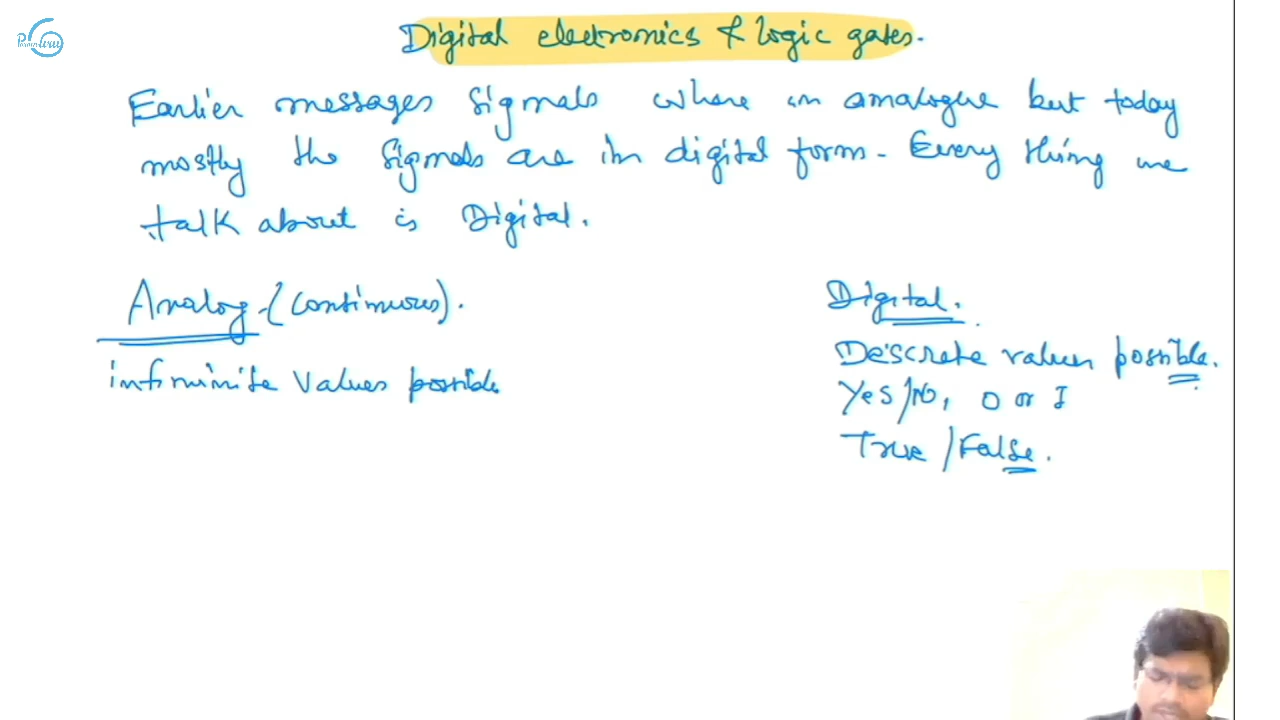 Digital electronics & logic gates.
Earlier messages signals where in analogue but today
mostly the signals are in digital form. Every thing we
talk about is Digital.
Analog - (continuous).
Digital.
infininite values possible
Descrete values possible.
Yes/No, 0 or 1
True / False.